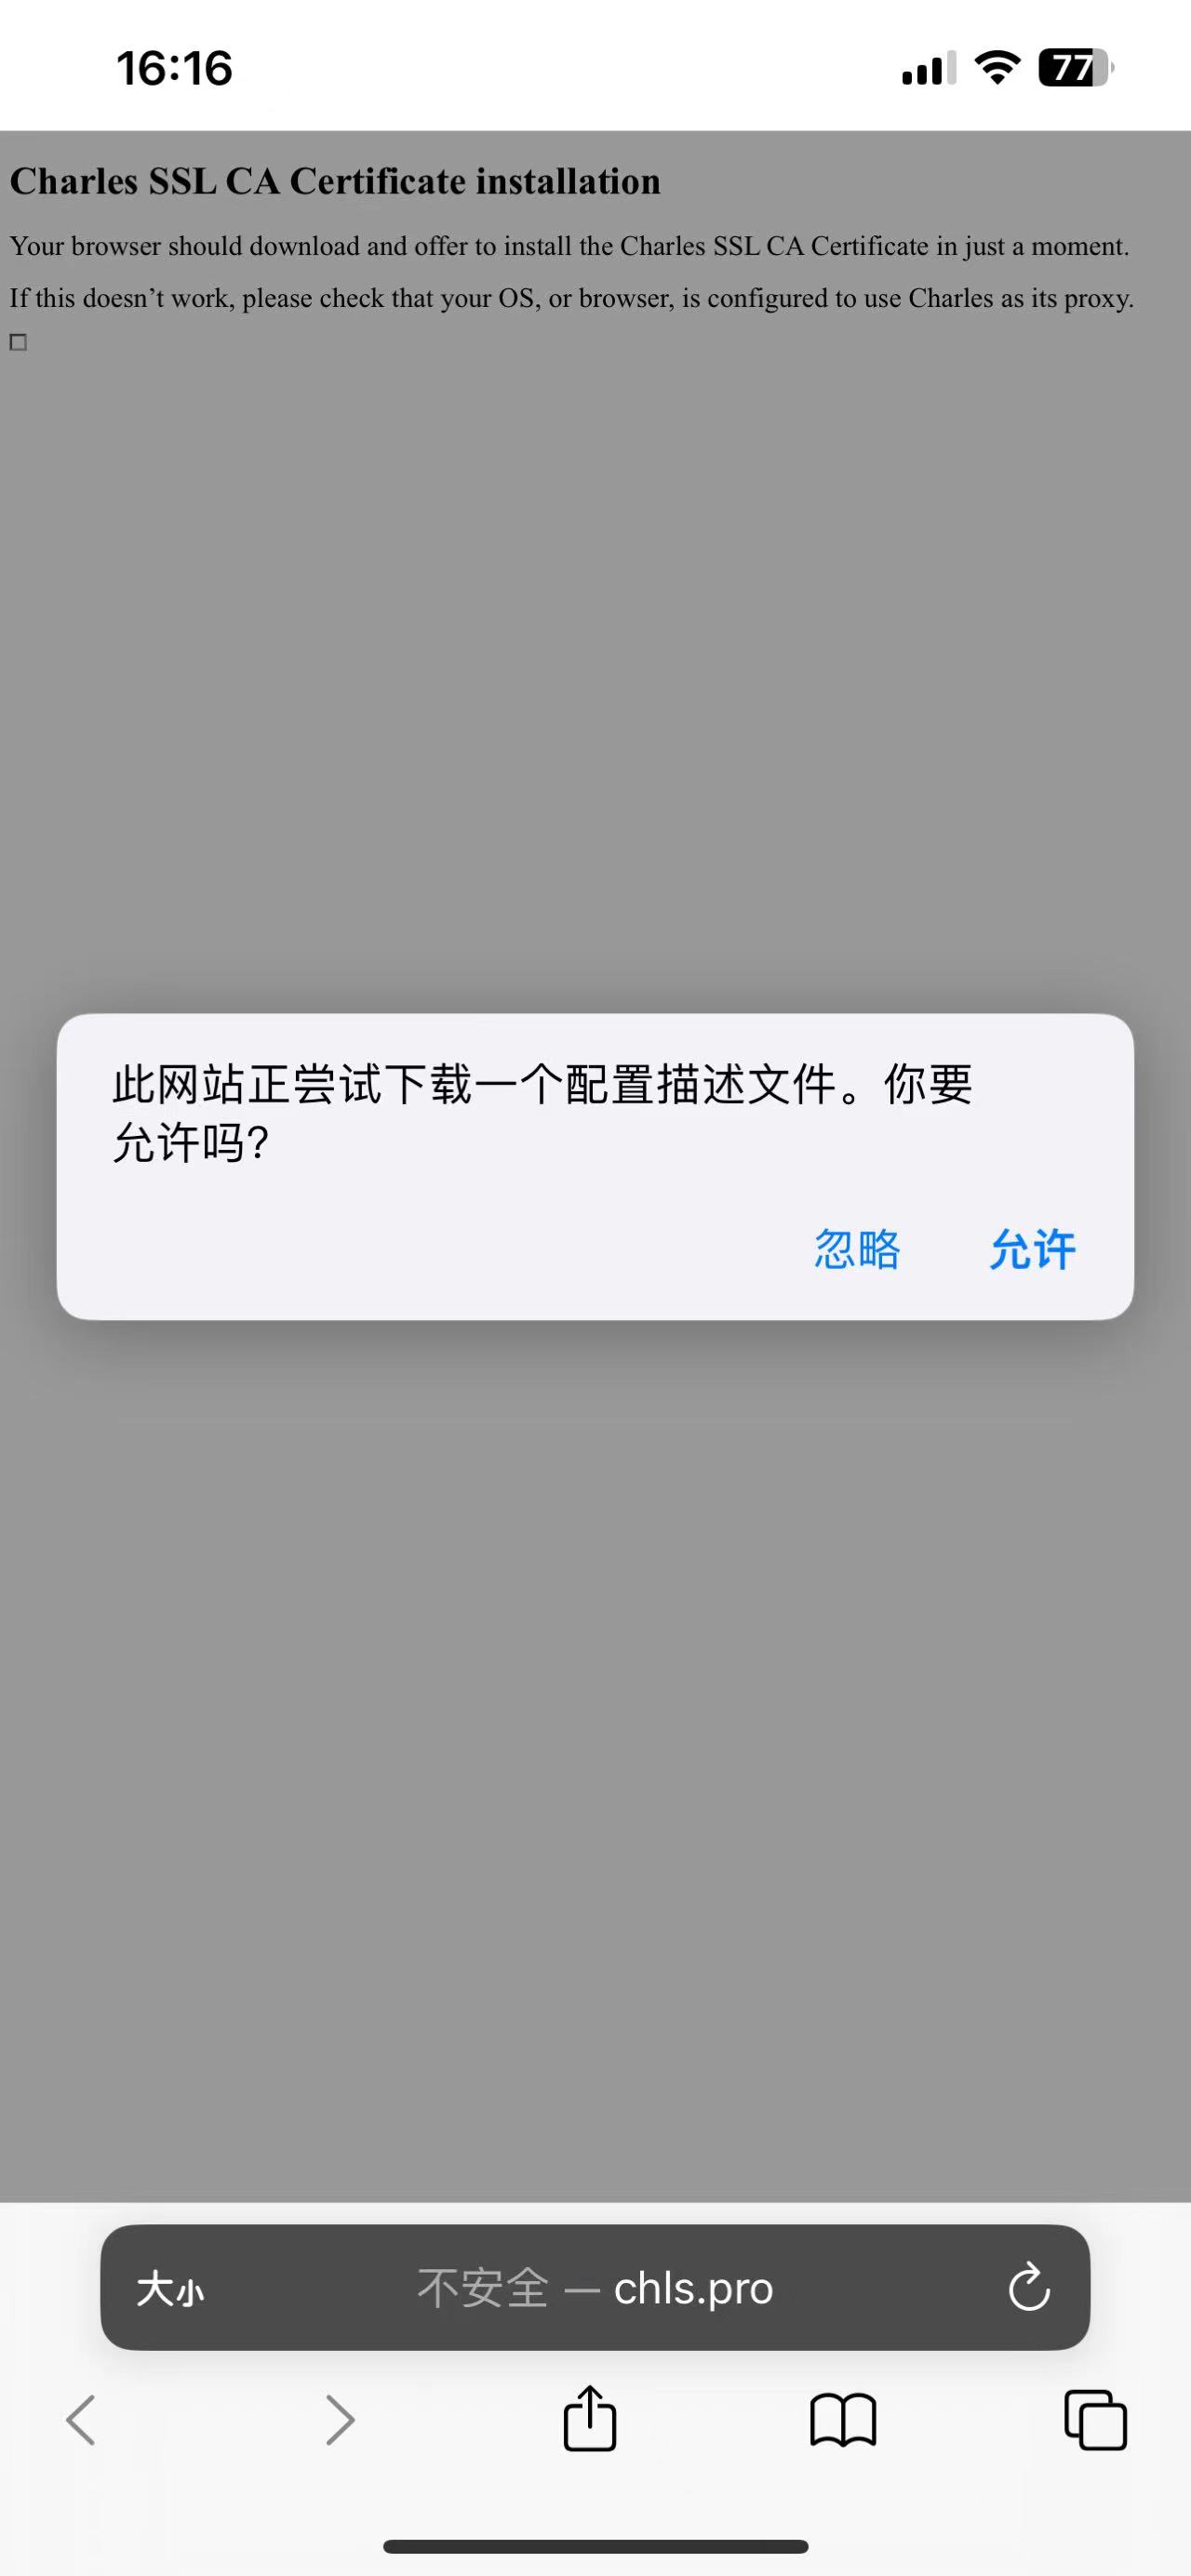 16:16
77
Charles SSL CA Certificate installation
Your browser should download and offer to install the Charles SSL CA Certificate in just a moment.
If this doesn’t work, please check that your OS, or browser, is configured to use Charles as its proxy.
此网站正尝试下载一个配置描述文件。你要
允许吗?
忽略 允许
大小 不安全 — chls.pro